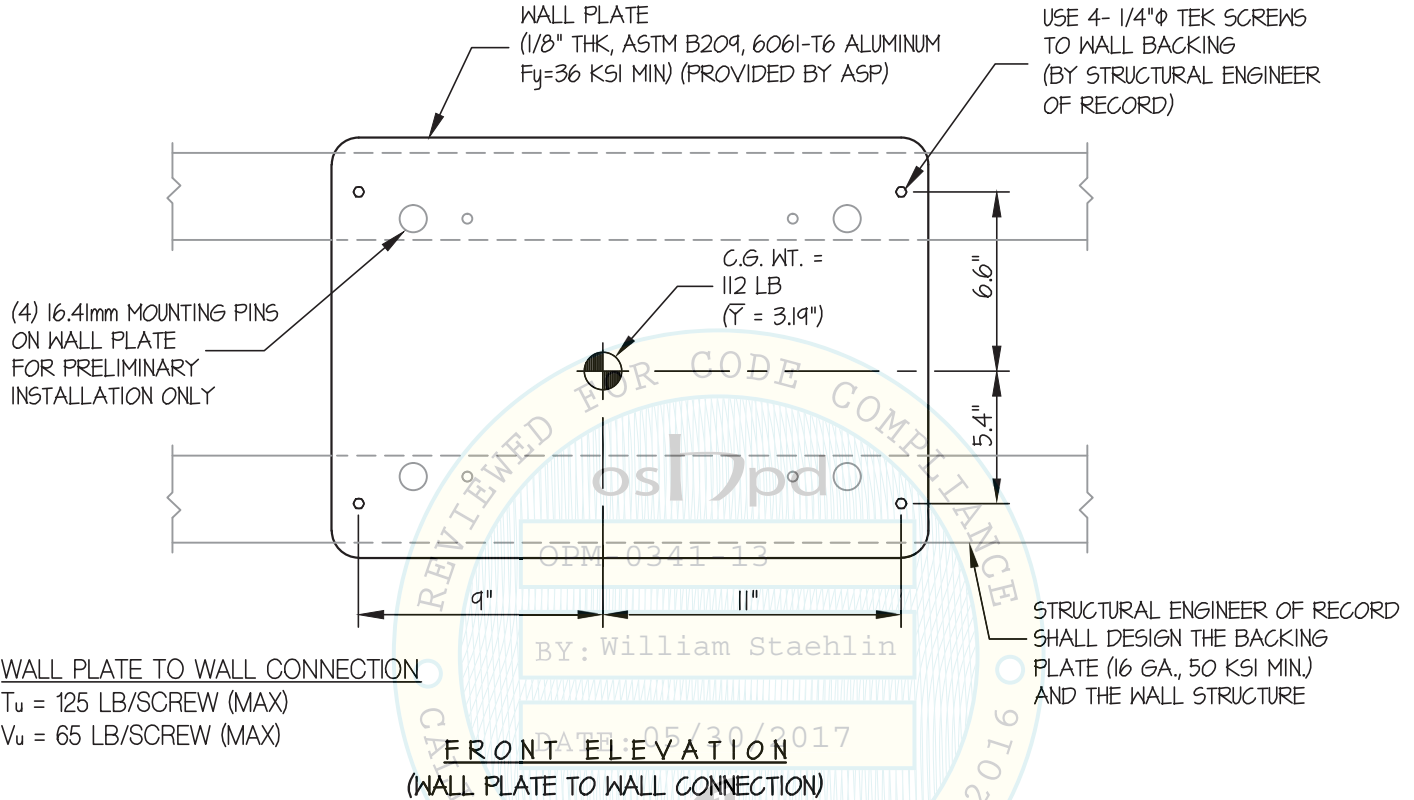 WALL PLATE
(1/8" THK, ASTM B209, 6061-T6 ALUMINUM
Fy=36 KSI MIN) (PROVIDED BY ASP)
USE 4- 1/4"Φ TEK SCREWS
TO WALL BACKING
(BY STRUCTURAL ENGINEER
OF RECORD)
C.G. WT. =
112 LB
(Y̅ = 3.19")
6.6"
5.4"
(4) 16.41mm MOUNTING PINS
ON WALL PLATE
FOR PRELIMINARY
INSTALLATION ONLY
REVIEWED FOR CODE COMPLIANCE
oshpd
OPM-0341-13
9"
11"
BY: William Staehlin
STRUCTURAL ENGINEER OF RECORD
SHALL DESIGN THE BACKING
PLATE (16 GA., 50 KSI MIN.)
AND THE WALL STRUCTURE
WALL PLATE TO WALL CONNECTION
Tu = 125 LB/SCREW (MAX)
Vu = 65 LB/SCREW (MAX)
DATE: 05/30/2017
2016
FRONT ELEVATION
(WALL PLATE TO WALL CONNECTION)